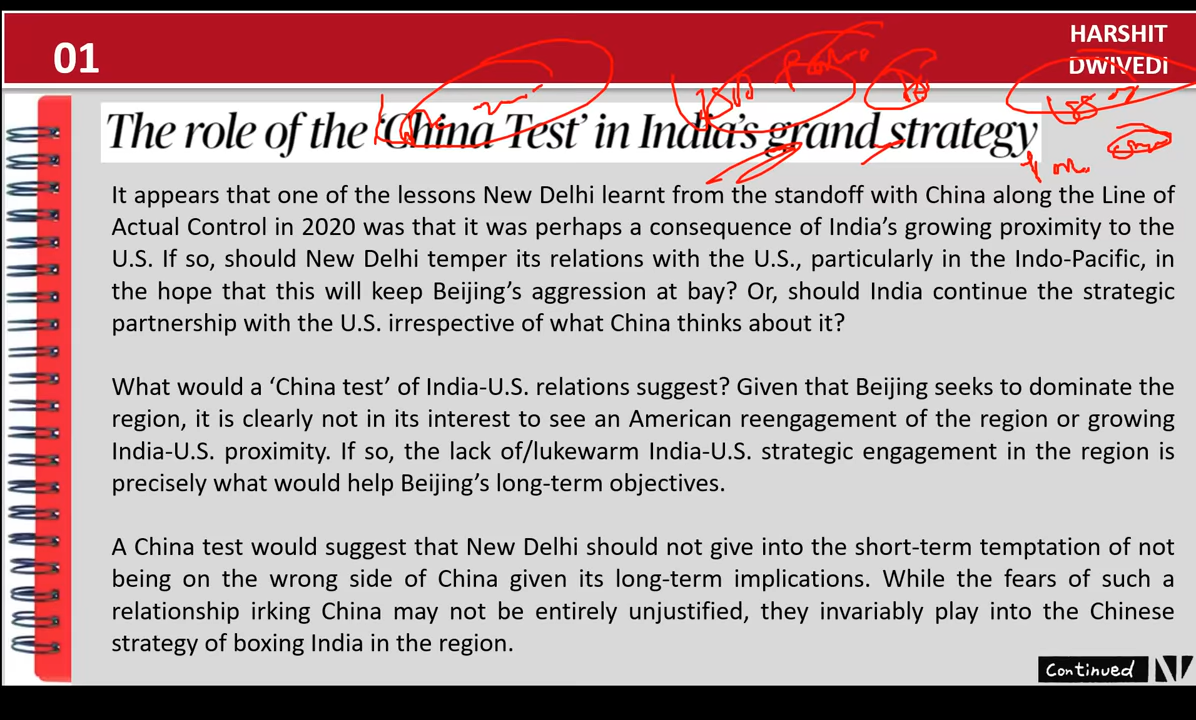 01
HARSHIT
DWIVEDI
The role of the ‘China Test’ in India’s grand strategy
It appears that one of the lessons New Delhi learnt from the standoff with China along the Line of
Actual Control in 2020 was that it was perhaps a consequence of India’s growing proximity to the
U.S. If so, should New Delhi temper its relations with the U.S., particularly in the Indo-Pacific, in
the hope that this will keep Beijing’s aggression at bay? Or, should India continue the strategic
partnership with the U.S. irrespective of what China thinks about it?
What would a ‘China test’ of India-U.S. relations suggest? Given that Beijing seeks to dominate the
region, it is clearly not in its interest to see an American reengagement of the region or growing
India-U.S. proximity. If so, the lack of/lukewarm India-U.S. strategic engagement in the region is
precisely what would help Beijing’s long-term objectives.
A China test would suggest that New Delhi should not give into the short-term temptation of not
being on the wrong side of China given its long-term implications. While the fears of such a
relationship irking China may not be entirely unjustified, they invariably play into the Chinese
strategy of boxing India in the region.
Continued